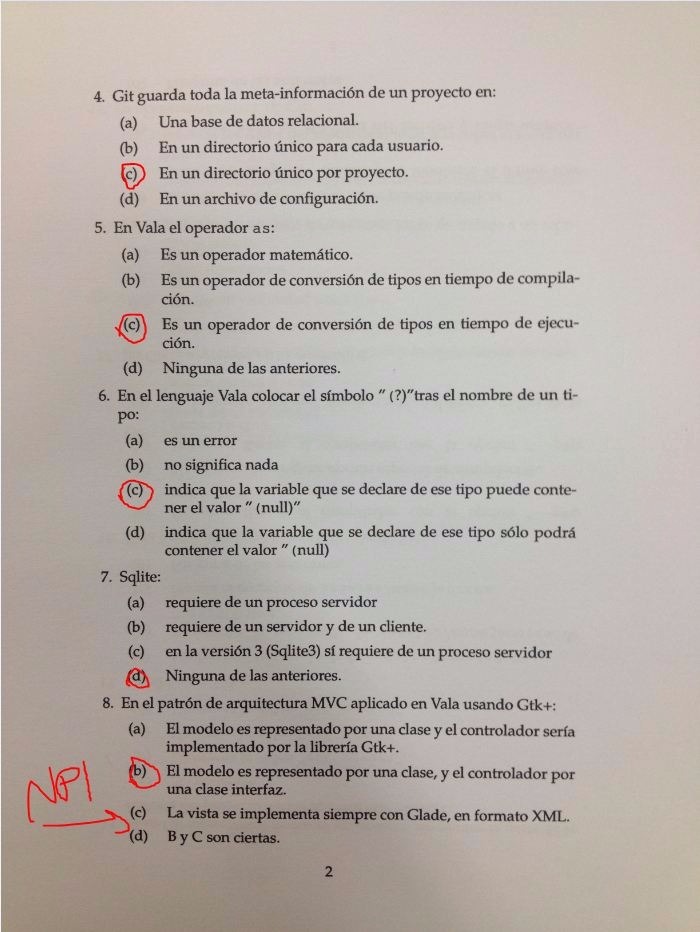 4. Git guarda toda la meta-información de un proyecto en:
(a) Una base de datos relacional.
(b) En un directorio único para cada usuario.
(c) En un directorio único por proyecto.
(d) En un archivo de configuración.
5. En Vala el operador as:
(a) Es un operador matemático.
(b) Es un operador de conversión de tipos en tiempo de compila-
ción.
(c) Es un operador de conversión de tipos en tiempo de ejecu-
ción.
(d) Ninguna de las anteriores.
6. En el lenguaje Vala colocar el símbolo " (?)"tras el nombre de un ti-
po:
(a) es un error
(b) no significa nada
(c) indica que la variable que se declare de ese tipo puede conte-
ner el valor " (null)"
(d) indica que la variable que se declare de ese tipo sólo podrá
contener el valor " (null)
7. Sqlite:
(a) requiere de un proceso servidor
(b) requiere de un servidor y de un cliente.
(c) en la versión 3 (Sqlite3) sí requiere de un proceso servidor
(d) Ninguna de las anteriores.
8. En el patrón de arquitectura MVC aplicado en Vala usando Gtk+:
(a) El modelo es representado por una clase y el controlador sería
implementado por la librería Gtk+.
(b) El modelo es representado por una clase, y el controlador por
una clase interfaz.
NPI
(c) La vista se implementa siempre con Glade, en formato XML.
(d) B y C son ciertas.
2